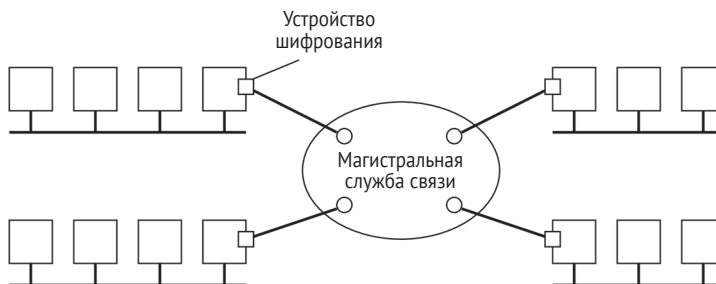 Устройство
шифрования
Магистральная
служба связи